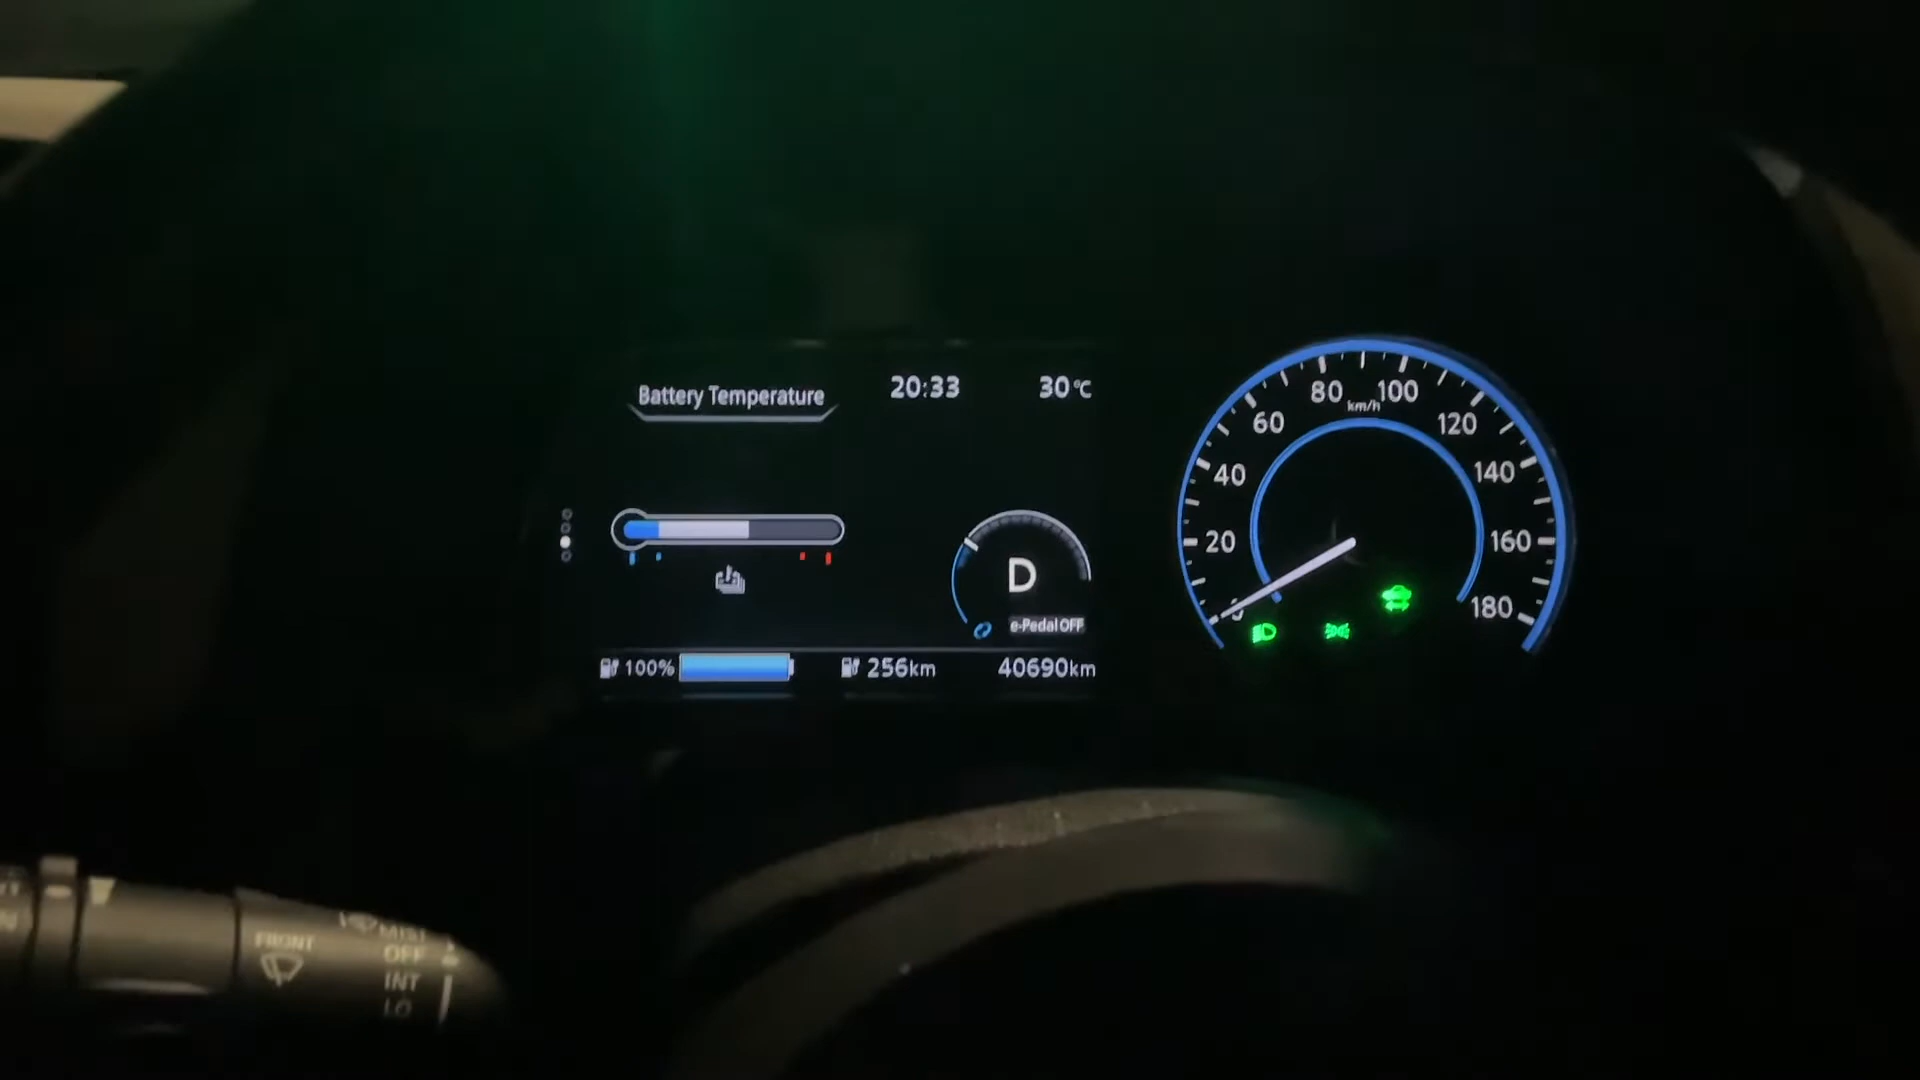 Battery Temperature
20:33
30°C
D
e-Pedal OFF
100%
256km
40690km
80
100
km/h
60
120
40
140
20
160
0
180
FRONT
MIST
OFF
INT
LO